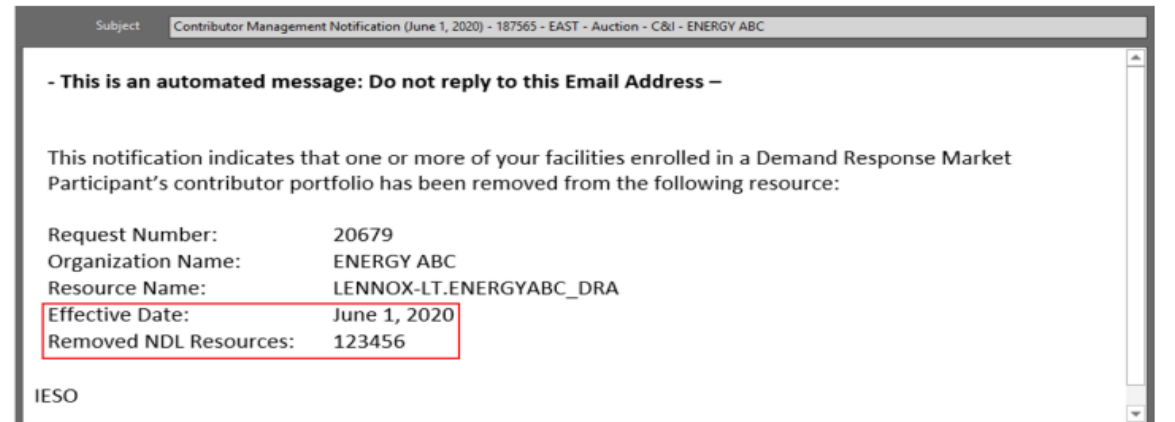 Subject Contributor Management Notification (June 1, 2020) - 187565 - EAST - Auction - C&I - ENERGY ABC
- This is an automated message: Do not reply to this Email Address –
This notification indicates that one or more of your facilities enrolled in a Demand Response Market
Participant's contributor portfolio has been removed from the following resource:
Request Number: 20679
Organization Name: ENERGY ABC
Resource Name: LENNOX-LT.ENERGYABC_DRA
Effective Date: June 1, 2020
Removed NDL Resources: 123456
IESO